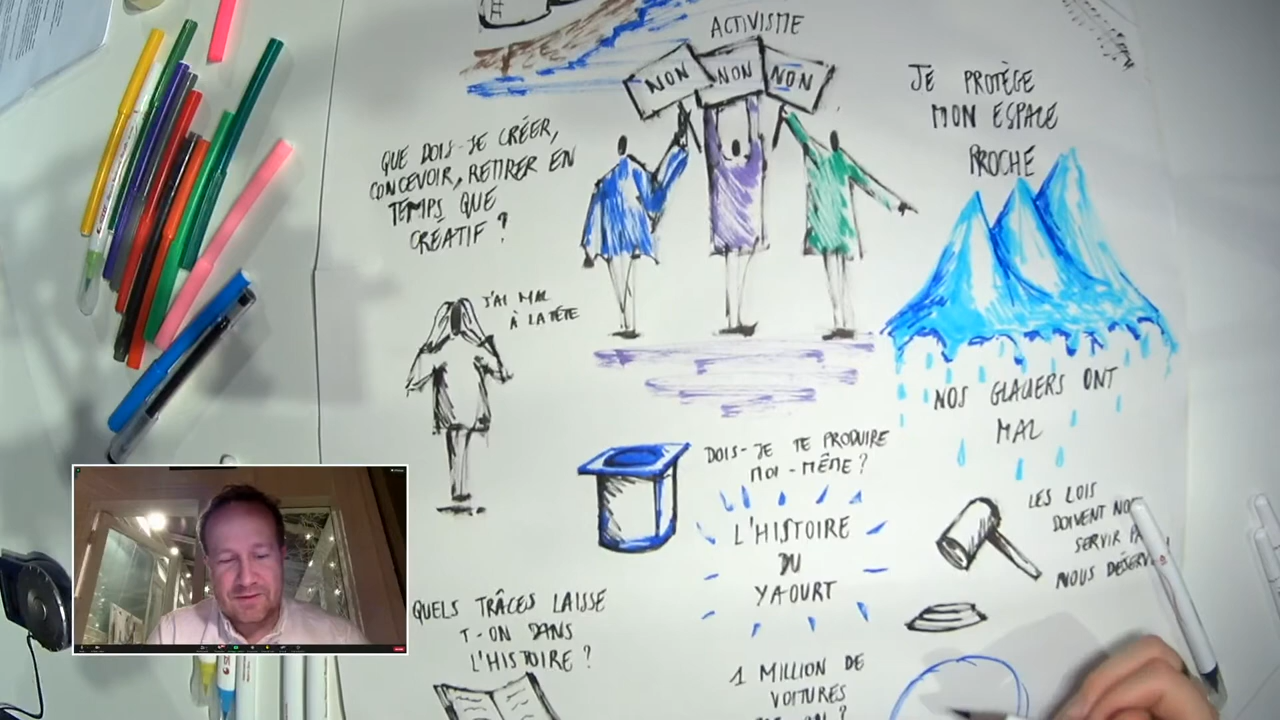 ACTIVISME
NON
NON
NON
JE PROTÈGE
MON ESPACE
PROCHE
QUE DOIS-JE CRÉER,
CONCEVOIR, RETIRER EN
TEMPS QUE
CRÉATIF ?
J'AI MAL
À LA TÊTE
NOS GLACIERS ONT
MAL
DOIS-JE TE PRODUIRE
MOI-MÊME ?
L'HISTOIRE
DU
YAOURT
LES LOIS
DOIVENT
SERVIR
NOUS
QUELS TRÂCES LAISSE
T-ON DANS
L'HISTOIRE ?
1 MILLION DE
VOITURES